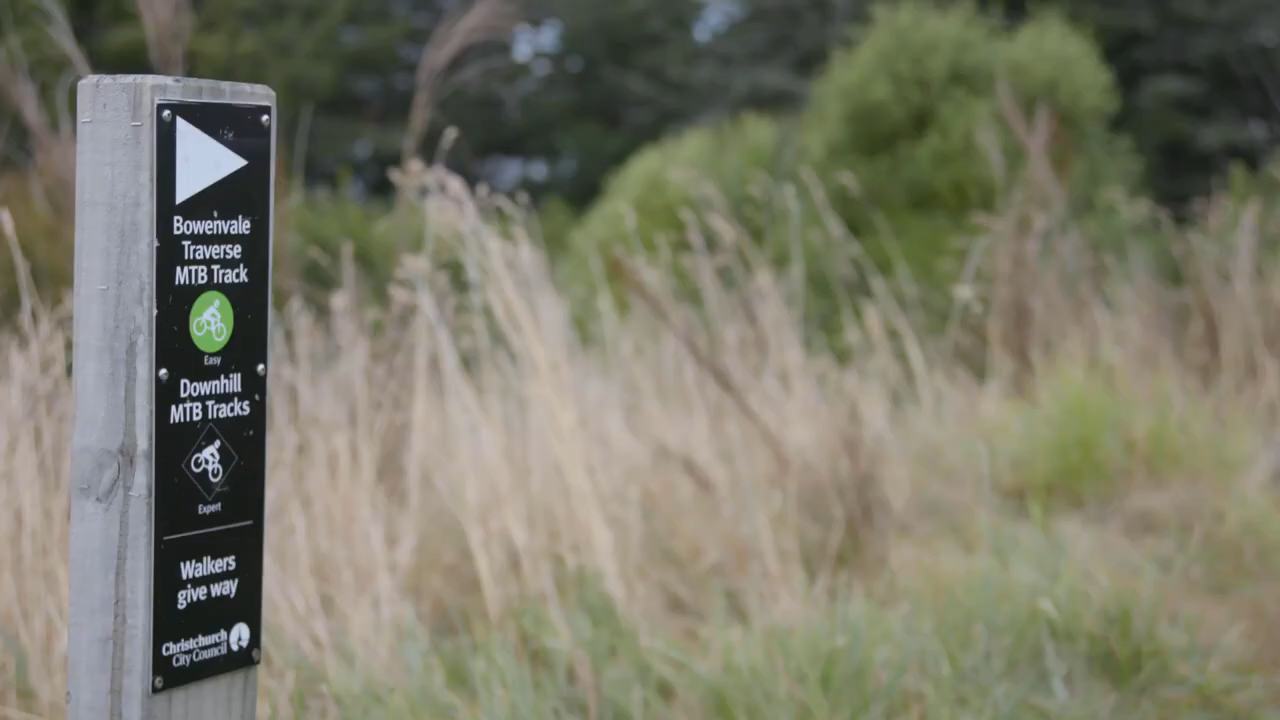 Bowenvale
Traverse
MTB Track
Easy
Downhill
MTB Tracks
Expert
Walkers
give way
Christchurch
City Council